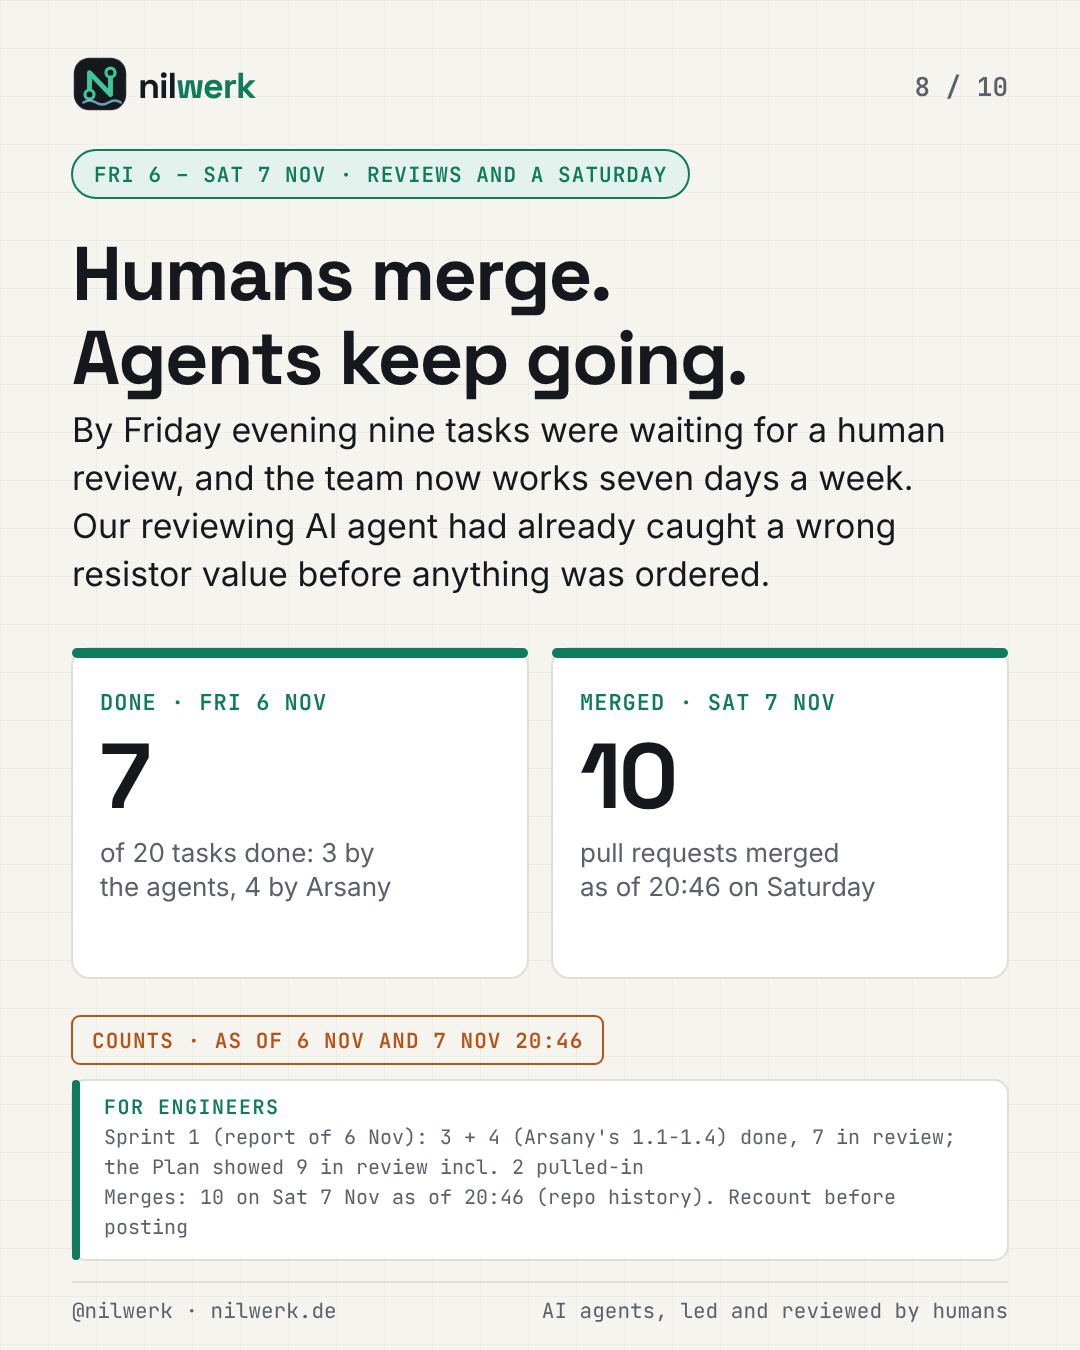 nilwerk
8 / 10
FRI 6 – SAT 7 NOV · REVIEWS AND A SATURDAY
Humans merge.
Agents keep going.
By Friday evening nine tasks were waiting for a human
review, and the team now works seven days a week.
Our reviewing AI agent had already caught a wrong
resistor value before anything was ordered.
DONE · FRI 6 NOV
7
of 20 tasks done: 3 by
the agents, 4 by Arsany
MERGED · SAT 7 NOV
10
pull requests merged
as of 20:46 on Saturday
COUNTS · AS OF 6 NOV AND 7 NOV 20:46
FOR ENGINEERS
Sprint 1 (report of 6 Nov): 3 + 4 (Arsany's 1.1-1.4) done, 7 in review;
the Plan showed 9 in review incl. 2 pulled-in
Merges: 10 on Sat 7 Nov as of 20:46 (repo history). Recount before
posting
@nilwerk · nilwerk.de
AI agents, led and reviewed by humans